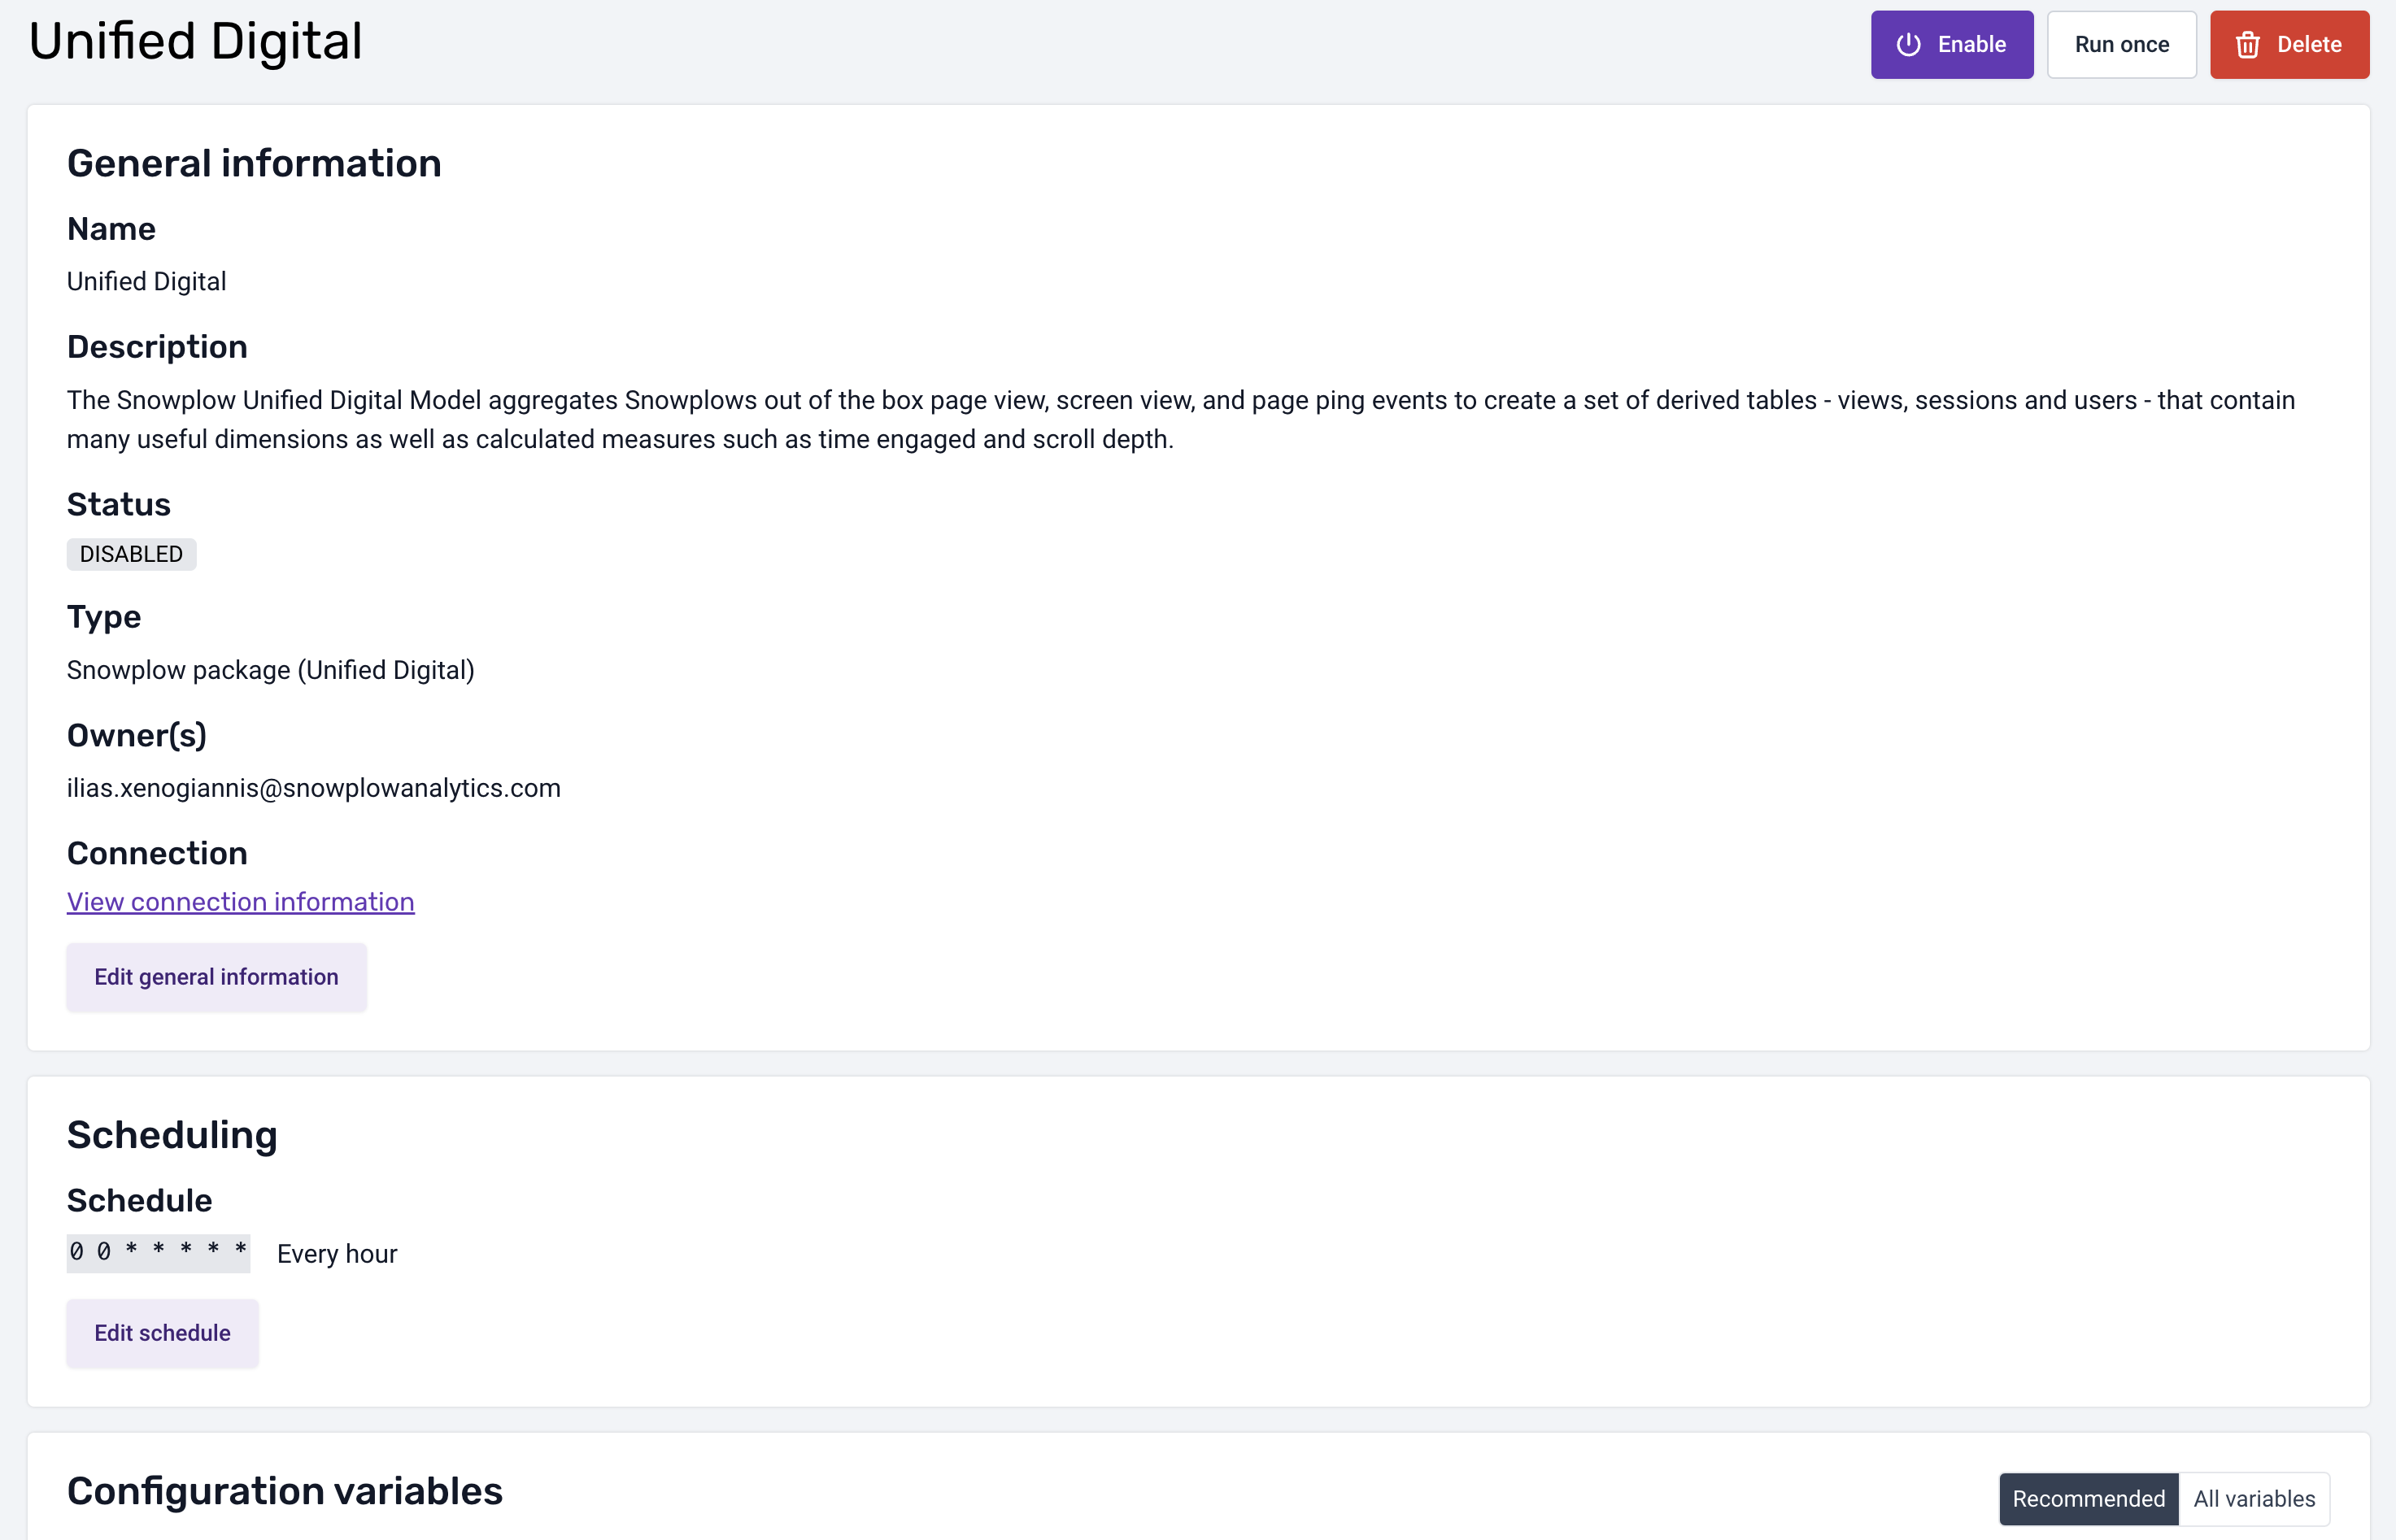 Unified Digital
Enable
Run once
Delete
General information
Name
Unified Digital
Description
The Snowplow Unified Digital Model aggregates Snowplows out of the box page view, screen view, and page ping events to create a set of derived tables - views, sessions and users - that contain
many useful dimensions as well as calculated measures such as time engaged and scroll depth.
Status
DISABLED
Type
Snowplow package (Unified Digital)
Owner(s)
ilias.xenogiannis@snowplowanalytics.com
Connection
View connection information
Edit general information
Scheduling
Schedule
0 0 * * * * * Every hour
Edit schedule
Configuration variables
Recommended
All variables